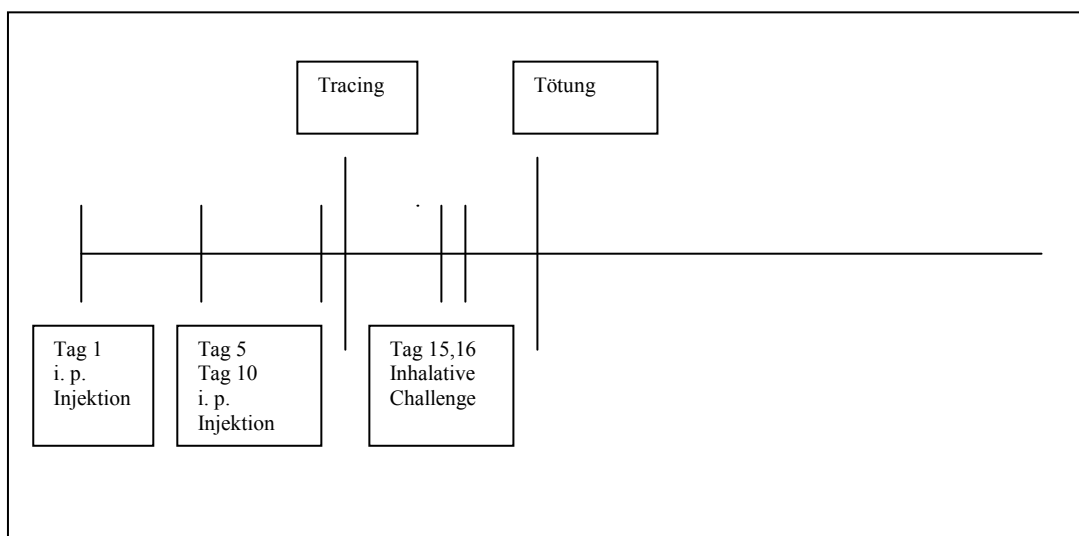 Tracing
Tötung
Tag 1
i. p.
Injektion
Tag 5
Tag 10
i. p.
Injektion
Tag 15,16
Inhalative
Challenge